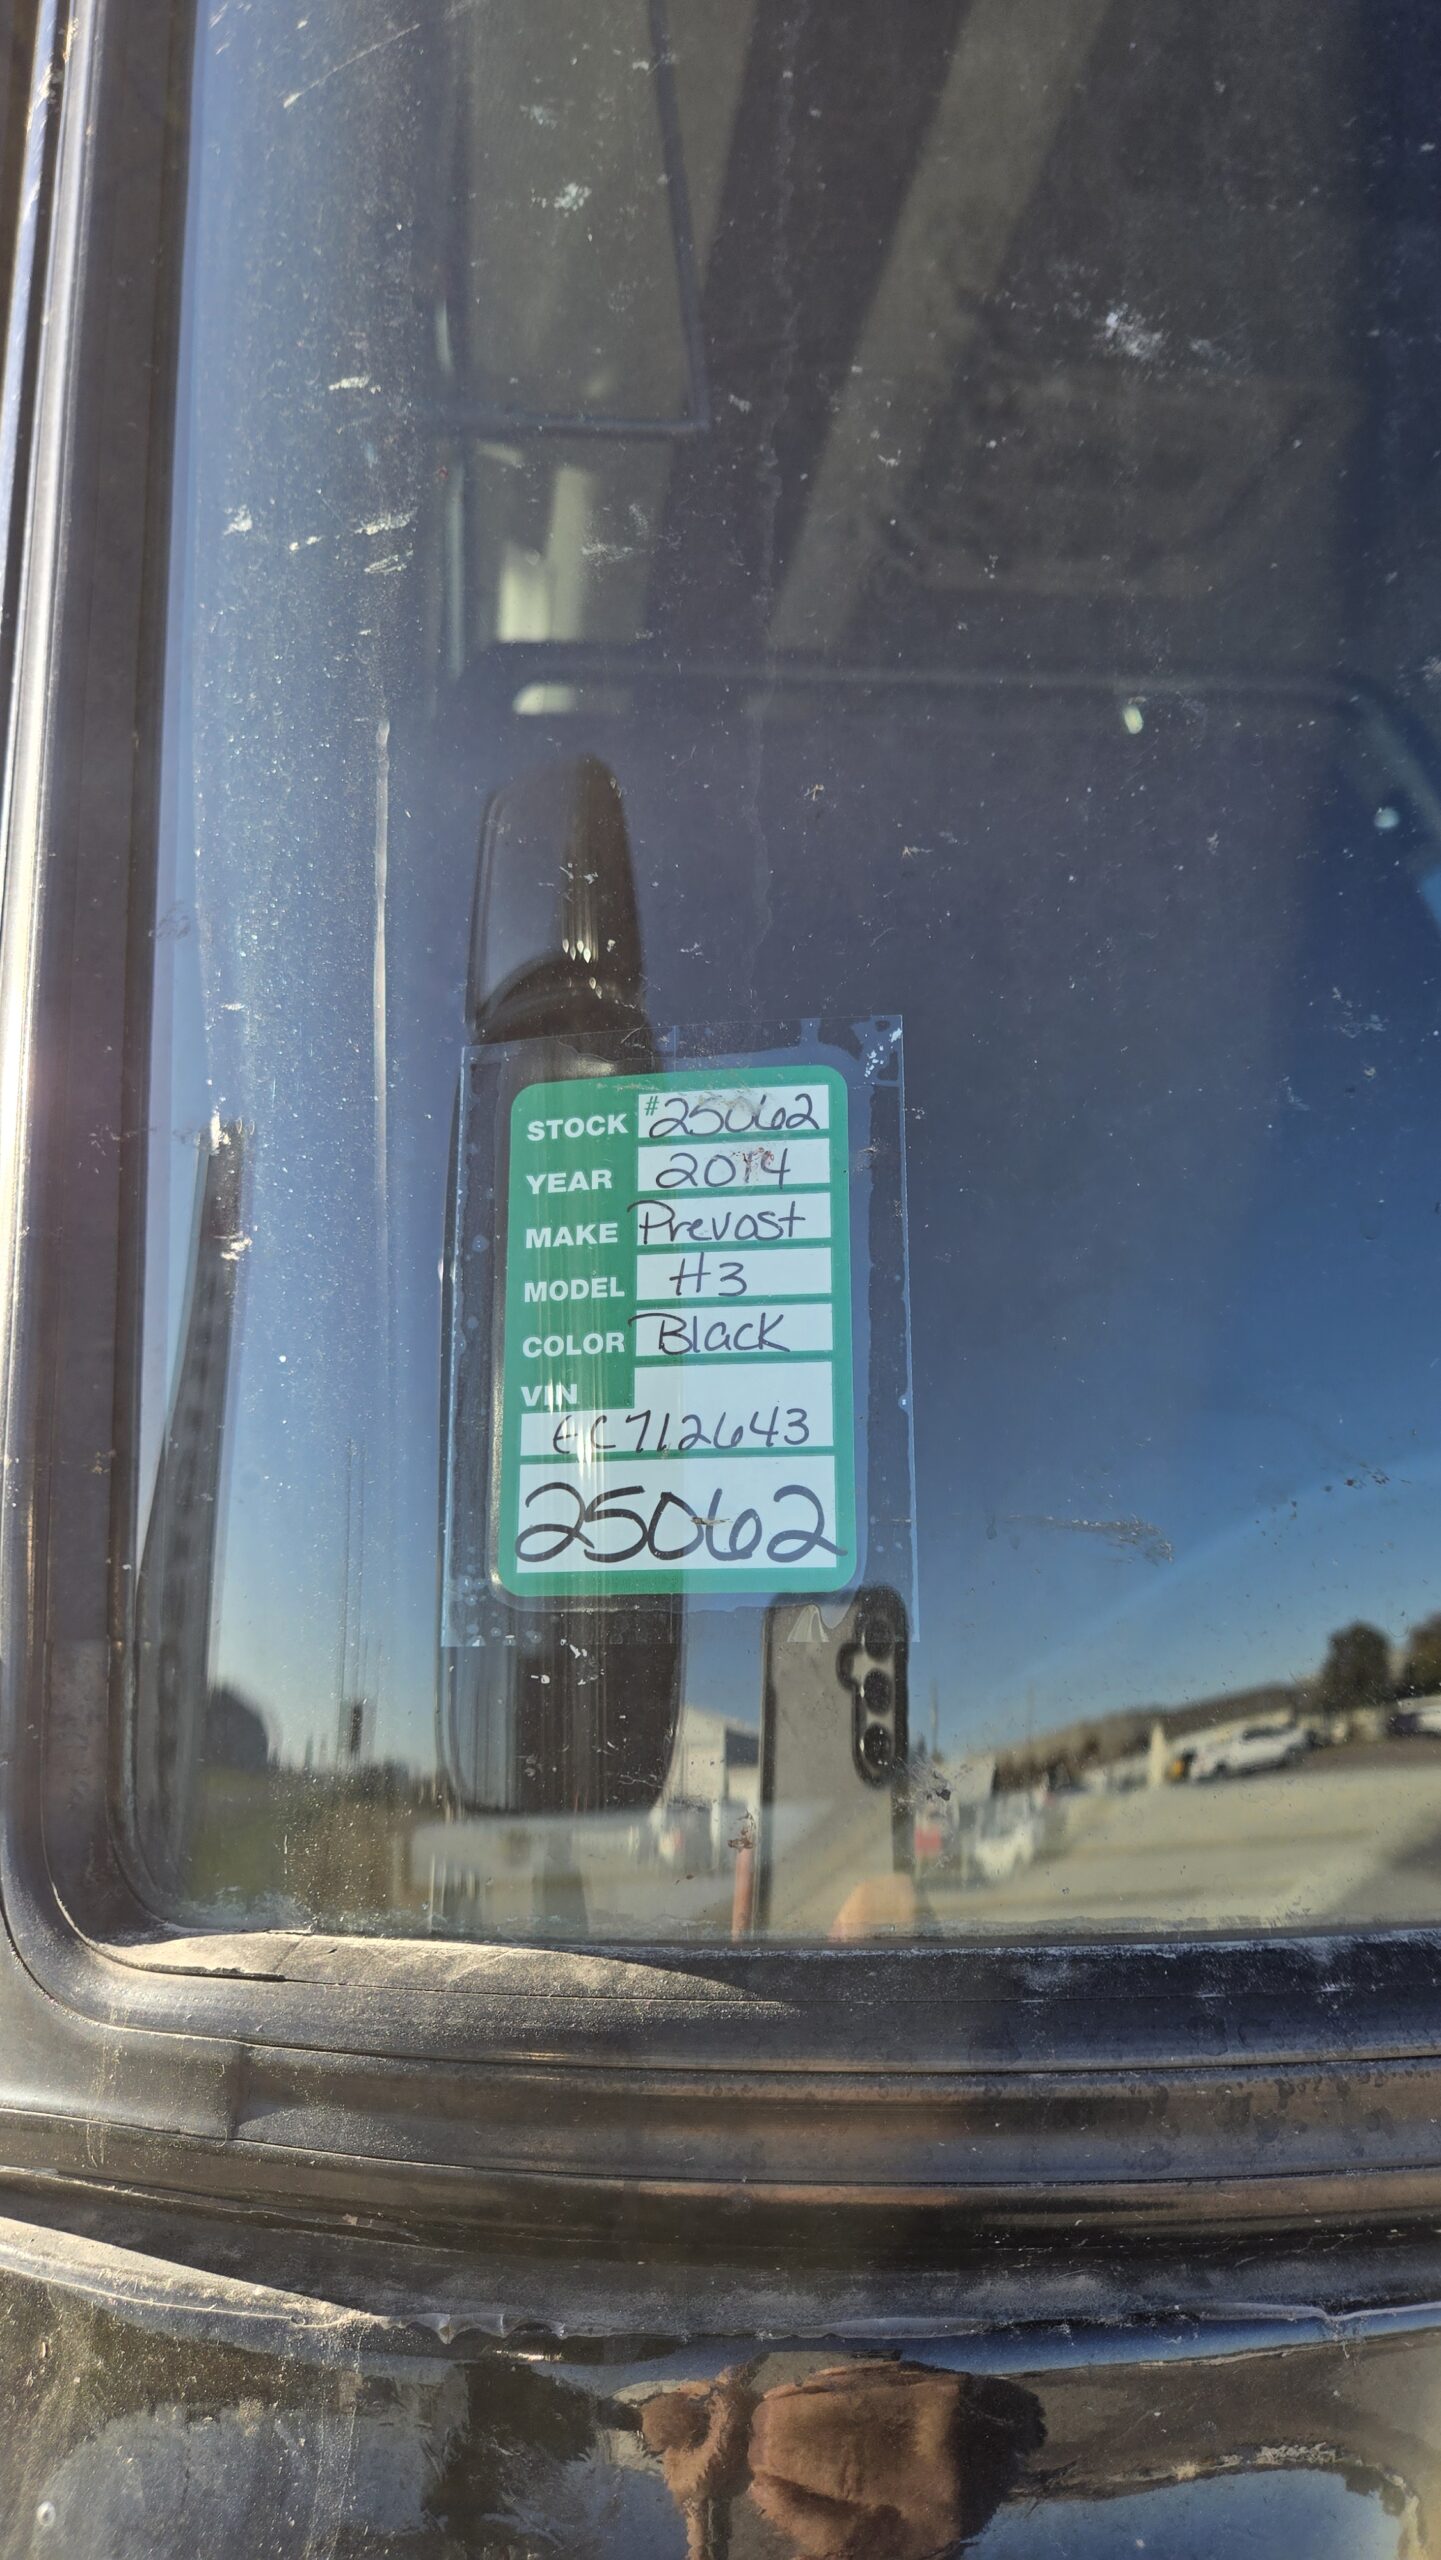 STOCK #25062
YEAR 2014
MAKE Prevost
MODEL H3
COLOR Black
VIN
EC712643
25062